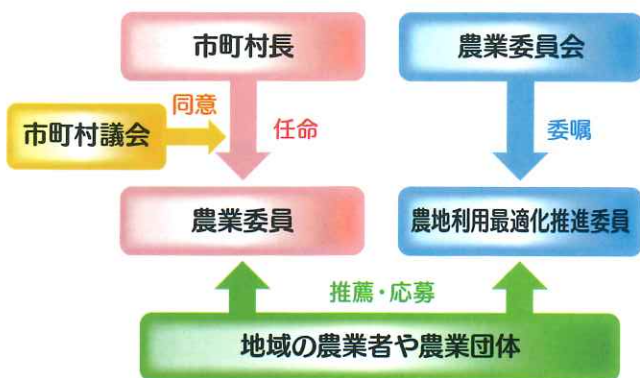 市町村長
農業委員会
同意
市町村議会
任命
委嘱
農業委員
農地利用最適化推進委員
推薦・応募
地域の農業者や農業団体